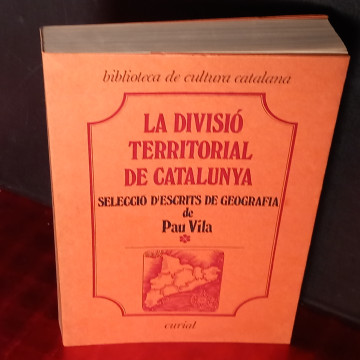 biblioteca de cultura catalana
LA DIVISIÓ
TERRITORIAL
DE CATALUNYA
SELECCIO D'ESCRITS DE GEOGRAFIA
de
Pau Vila
curial